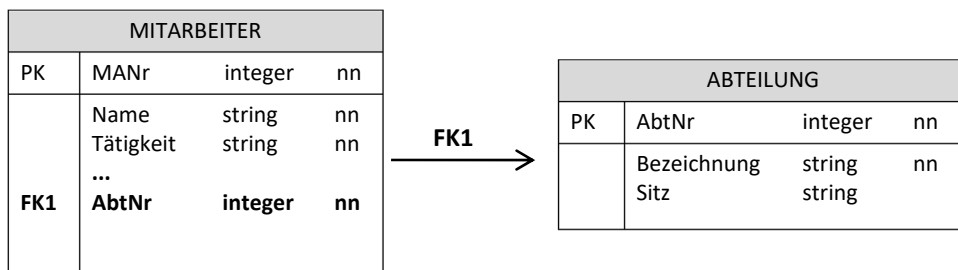 MITARBEITER
PK MANr integer nn
Name string nn
Tätigkeit string nn
...
FK1 AbtNr integer nn
FK1
ABTEILUNG
PK AbtNr integer nn
Bezeichnung string nn
Sitz string